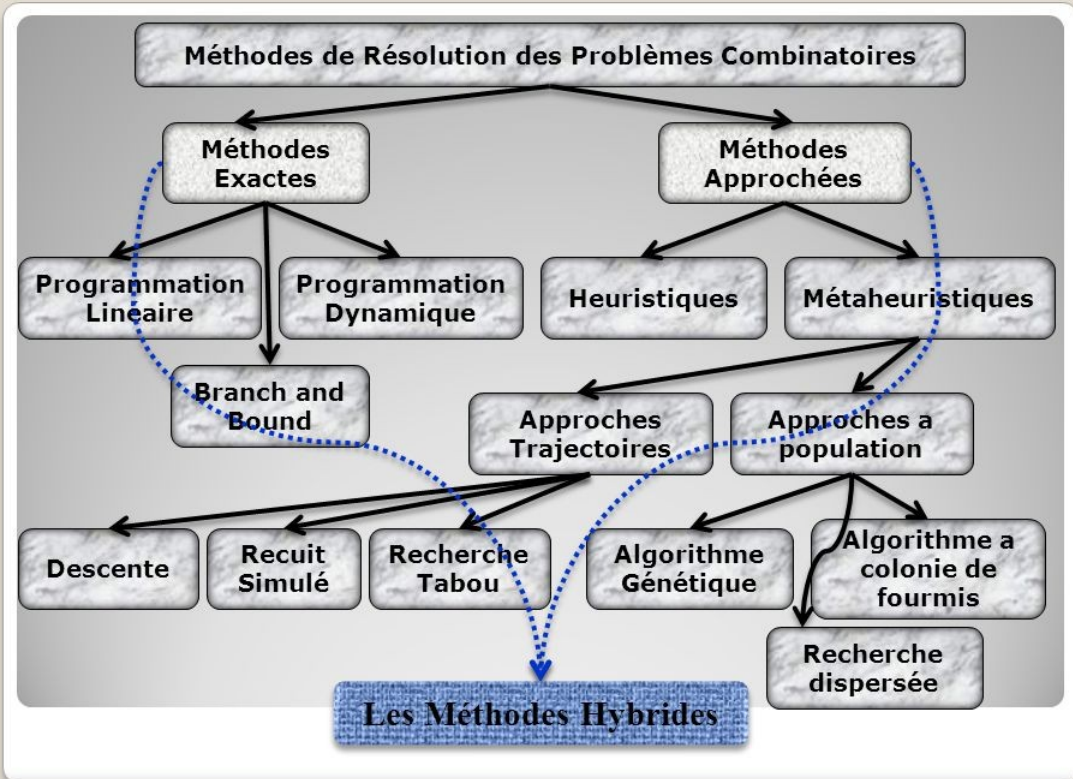 Méthodes de Résolution des Problèmes Combinatoires
Méthodes
Exactes
Méthodes
Approchées
Programmation
Linéaire
Programmation
Dynamique
Heuristiques
Métaheuristiques
Branch and
Bound
Approches
Trajectoires
Approches a
population
Descente
Recuit
Simulé
Recherche
Tabou
Algorithme
Génétique
Algorithme a
colonie de
fourmis
Recherche
dispersée
Les Méthodes Hybrides